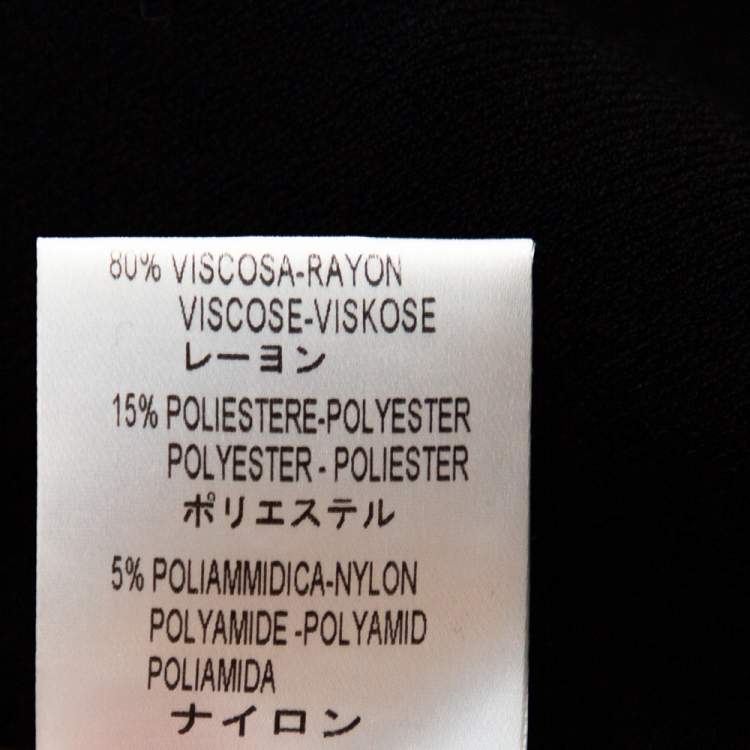 80% VISCOSA-RAYON
VISCOSE-VISKOSE
レーヨン
15% POLIESTERE-POLYESTER
POLYESTER - POLIESTER
ポリエステル
5% POLIAMMIDICA-NYLON
POLYAMIDE -POLYAMID
POLIAMIDA
ナイロン